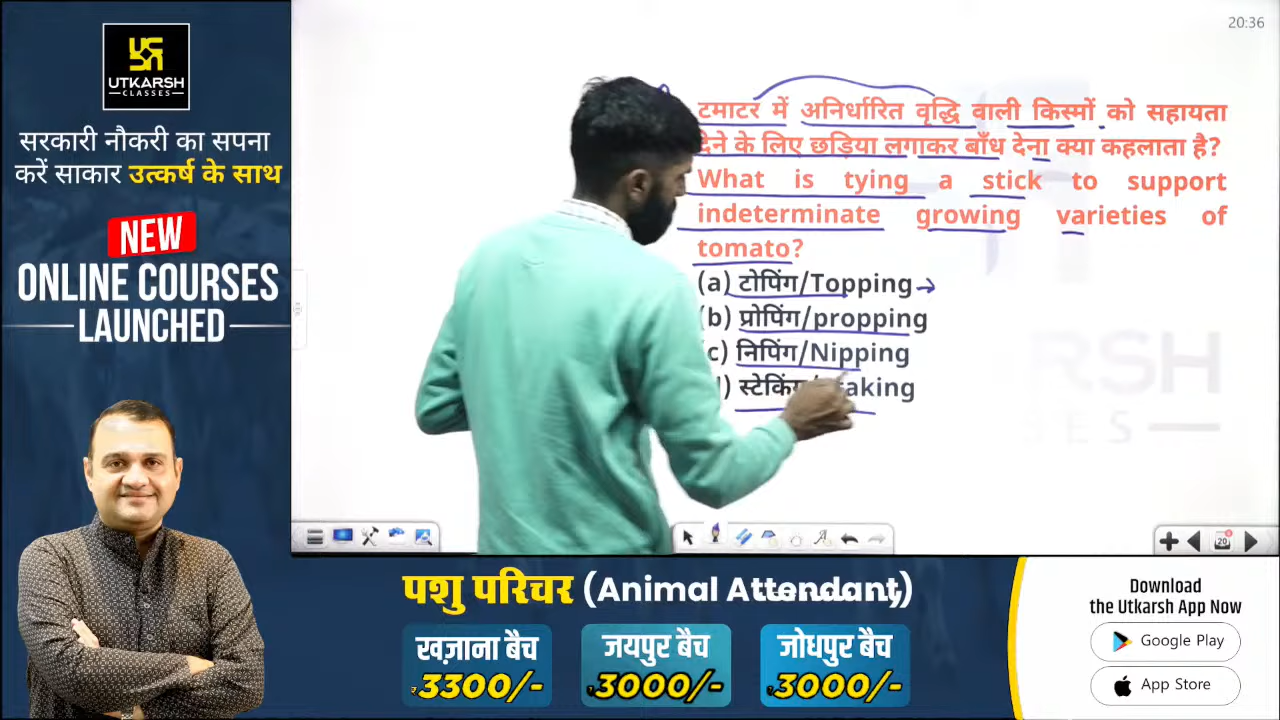 20:36
UTKARSH
CLASSES
सरकारी नौकरी का सपना
करें साकार उत्कर्ष के साथ
NEW
ONLINE COURSES
LAUNCHED
टमाटर में अनिर्धारित वृद्धि वाली किस्मों को सहायता
देने के लिए छड़िया लगाकर बाँध देना क्या कहलाता है?
What is tying a stick to support
indeterminate growing varieties of
tomato?
(a) टोपिंग/Topping
(b) प्रोपिंग/propping
(c) निपिंग/Nipping
स्टेकिंग/
पशु परिचर (Animal Attendant)
खज़ाना बैच
₹3300/-
जयपुर बैच
₹3000/-
जोधपुर बैच
₹3000/-
Download
the Utkarsh App Now
Google Play
App Store
20